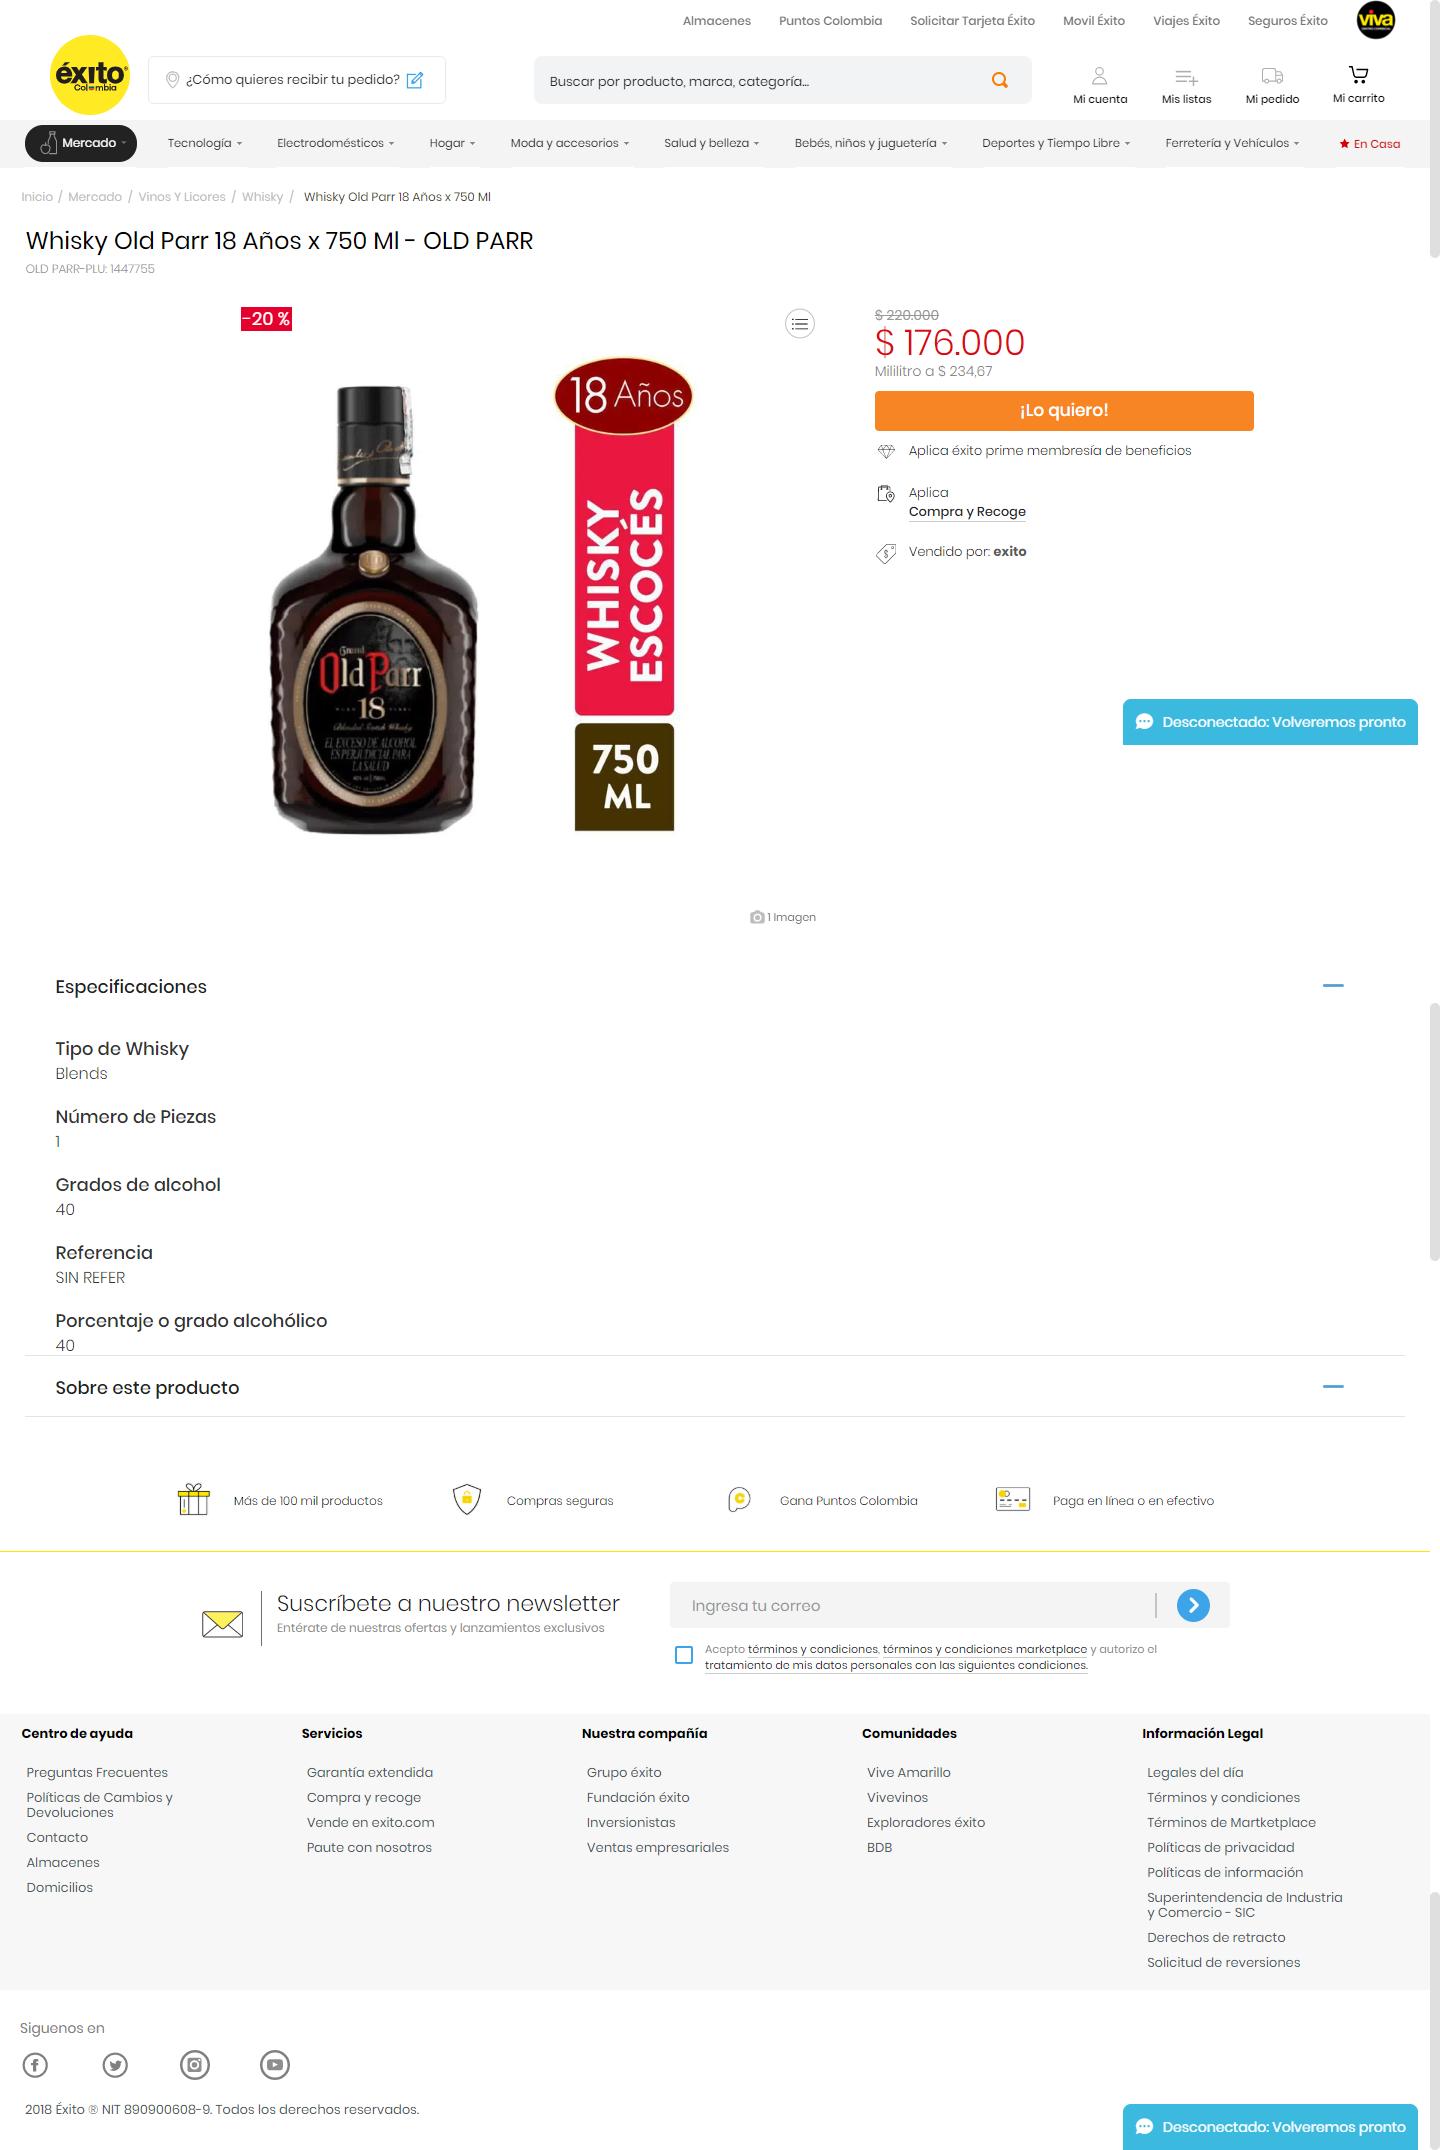 Almacenes Puntos Colombia Solicitar Tarjeta Éxito Movil Éxito Viajes Éxito Seguros Éxito viva
éxito
Colombia
¿Cómo quieres recibir tu pedido?
Buscar por producto, marca, categoría...
Mi cuenta Mis listas Mi pedido Mi carrito
Mercado Tecnología Electrodomésticos Hogar Moda y accesorios Salud y belleza Bebés, niños y juguetería Deportes y Tiempo Libre Ferretería y Vehículos En Casa
Inicio / Mercado / Vinos Y Licores / Whisky / Whisky Old Parr 18 Años x 750 Ml
Whisky Old Parr 18 Años x 750 Ml - OLD PARR
OLD PARR-PLU: 1447755
-20 %
18 Años
WHISKY
ESCOCÉS
750
ML
Grand
Old Parr
18
Blended Scotch Whisky
EL EXCESO DE ALCOHOL
ES PERJUDICIAL PARA
LA SALUD
$ 220.000
$ 176.000
Mililitro a $ 234,67
¡Lo quiero!
Aplica éxito prime membresía de beneficios
Aplica
Compra y Recoge
Vendido por: exito
Desconectado: Volveremos pronto
1 Imagen
Especificaciones
Tipo de Whisky
Blends
Número de Piezas
1
Grados de alcohol
40
Referencia
SIN REFER
Porcentaje o grado alcohólico
40
Sobre este producto
Más de 100 mil productos Compras seguras Gana Puntos Colombia Paga en línea o en efectivo
Suscríbete a nuestro newsletter
Entérate de nuestras ofertas y lanzamientos exclusivos
Ingresa tu correo
Acepto términos y condiciones, términos y condiciones marketplace y autorizo el
tratamiento de mis datos personales con las siguientes condiciones.
Centro de ayuda
Preguntas Frecuentes
Políticas de Cambios y
Devoluciones
Contacto
Almacenes
Domicilios
Servicios
Garantía extendida
Compra y recoge
Vende en exito.com
Paute con nosotros
Nuestra compañía
Grupo éxito
Fundación éxito
Inversionistas
Ventas empresariales
Comunidades
Vive Amarillo
Vivevinos
Exploradores éxito
BDB
Información Legal
Legales del día
Términos y condiciones
Términos de Martketplace
Políticas de privacidad
Políticas de información
Superintendencia de Industria
y Comercio - SIC
Derechos de retracto
Solicitud de reversiones
Siguenos en
2018 Éxito ® NIT 890900608-9. Todos los derechos reservados.
Desconectado: Volveremos pronto